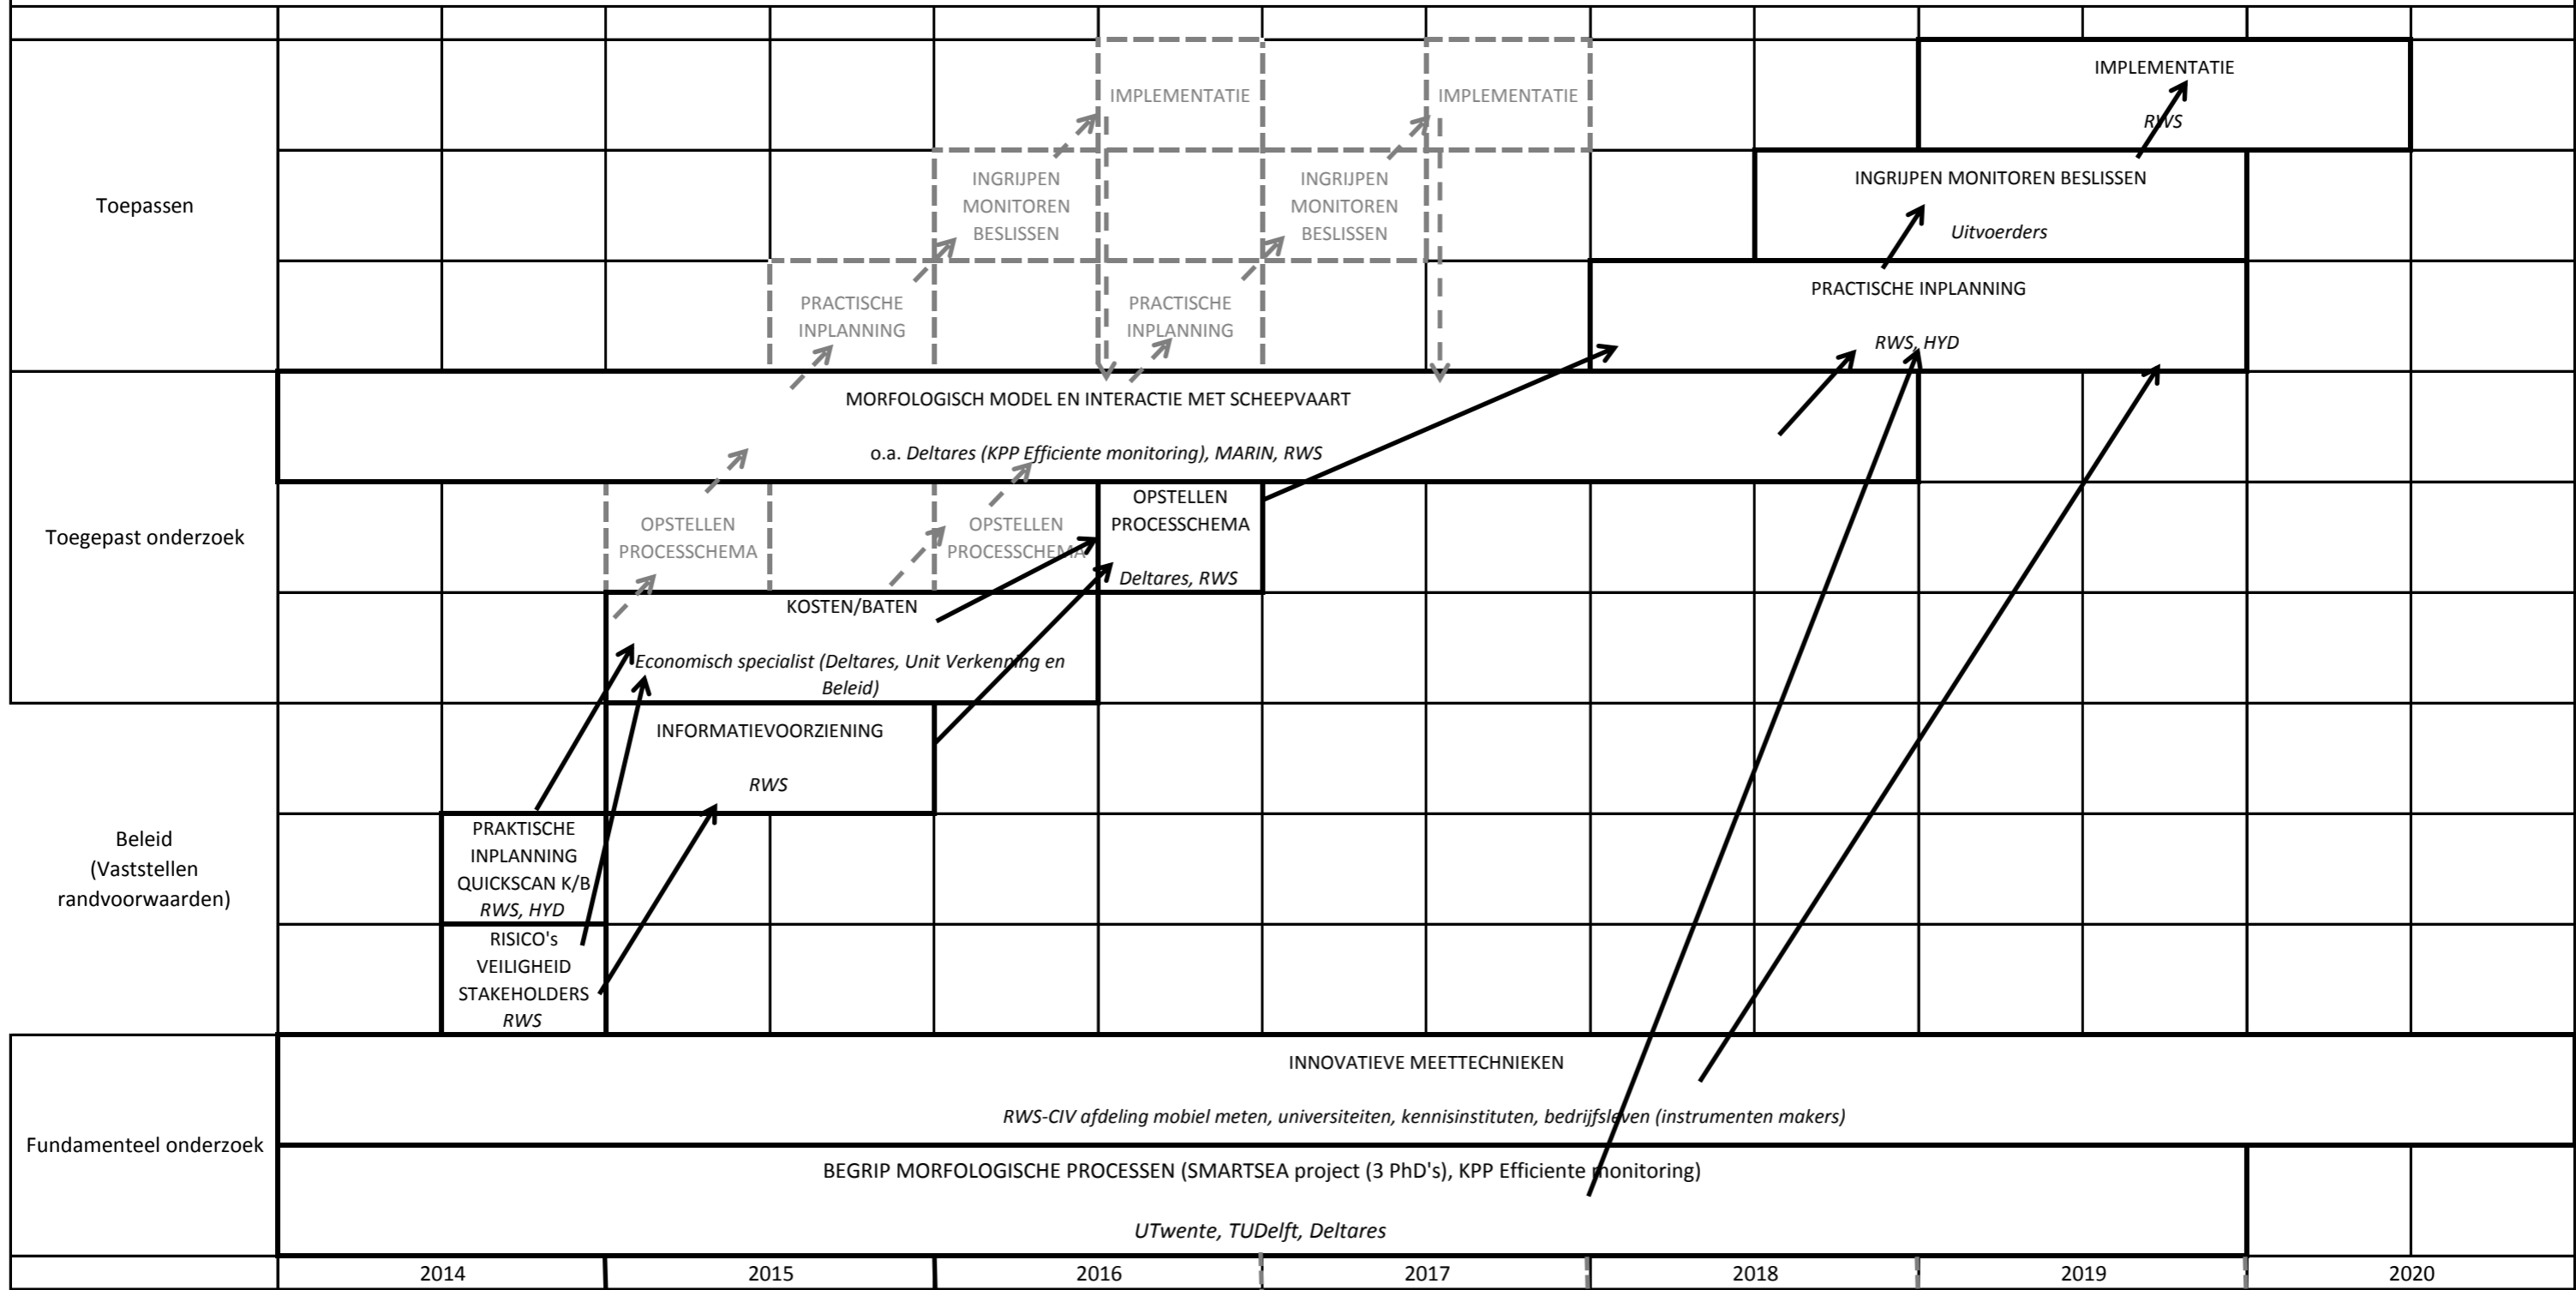 IMPLEMENTATIE
RWS
IMPLEMENTATIE
IMPLEMENTATIE
Toepassen
INGRIJPEN
MONITOREN
BESLISSEN
INGRIJPEN
MONITOREN
BESLISSEN
INGRIJPEN MONITOREN BESLISSEN
Uitvoerders
PRACTISCHE
INPLANNING
PRACTISCHE
INPLANNING
PRACTISCHE INPLANNING
RWS, HYD
MORFOLOGISCH MODEL EN INTERACTIE MET SCHEEPVAART
o.a. Deltares (KPP Efficiente monitoring), MARIN, RWS
Toegepast onderzoek
OPSTELLEN
PROCESSCHEMA
OPSTELLEN
PROCESSCHEMA
OPSTELLEN
PROCESSCHEMA
Deltares, RWS
KOSTEN/BATEN
Economisch specialist (Deltares, Unit Verkenning en
Beleid)
INFORMATIEVOORZIENING
RWS
Beleid
(Vaststellen
randvoorwaarden)
PRAKTISCHE
INPLANNING
QUICKSCAN K/B
RWS, HYD
RISICO's
VEILIGHEID
STAKEHOLDERS
RWS
Fundamenteel onderzoek
INNOVATIEVE MEETTECHNIEKEN
RWS-CIV afdeling mobiel meten, universiteiten, kennisinstituten, bedrijfsleven (instrumenten makers)
BEGRIP MORFOLOGISCHE PROCESSEN (SMARTSEA project (3 PhD's), KPP Efficiente monitoring)
UTwente, TUDelft, Deltares
2014 2015 2016 2017 2018 2019 2020